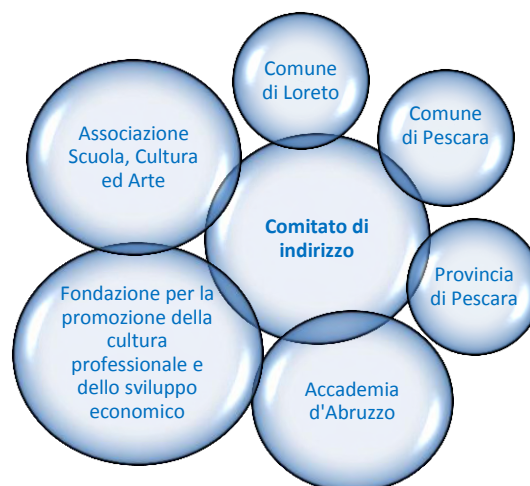 Comune
di Loreto
Comune
di Pescara
Associazione
Scuola, Cultura
ed Arte
Comitato di
indirizzo
Provincia
di Pescara
Fondazione per la
promozione della
cultura
professionale e
dello sviluppo
economico
Accademia
d'Abruzzo